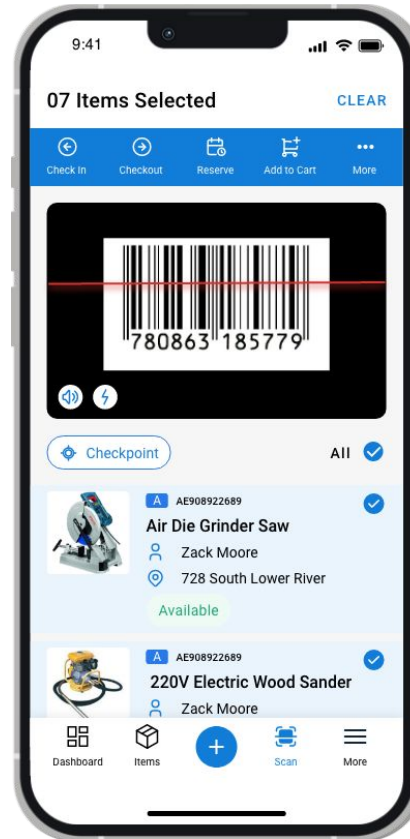 9:41
07 Items Selected CLEAR
Check In Checkout Reserve Add to Cart More
780863 185779
Checkpoint All
A AE908922689
Air Die Grinder Saw
Zack Moore
728 South Lower River
Available
A AE908922689
220V Electric Wood Sander
Zack Moore
Dashboard Items Scan More